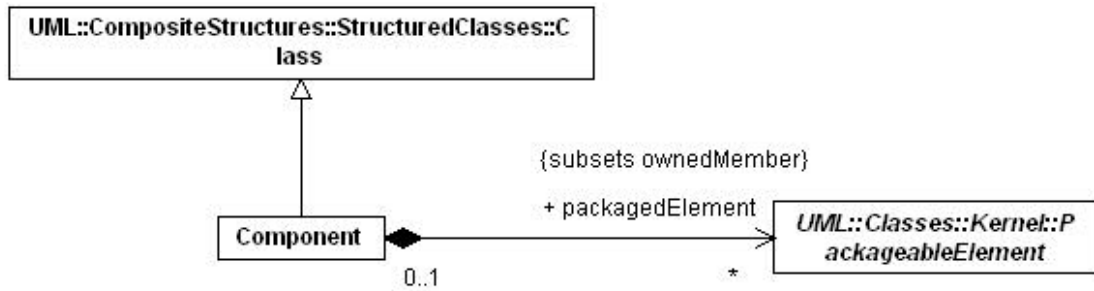 UML::CompositeStructures::StructuredClasses::C
lass
{subsets ownedMember}
+ packagedElement
Component
UML::Classes::Kernel::P
ackageableElement
0..1
*